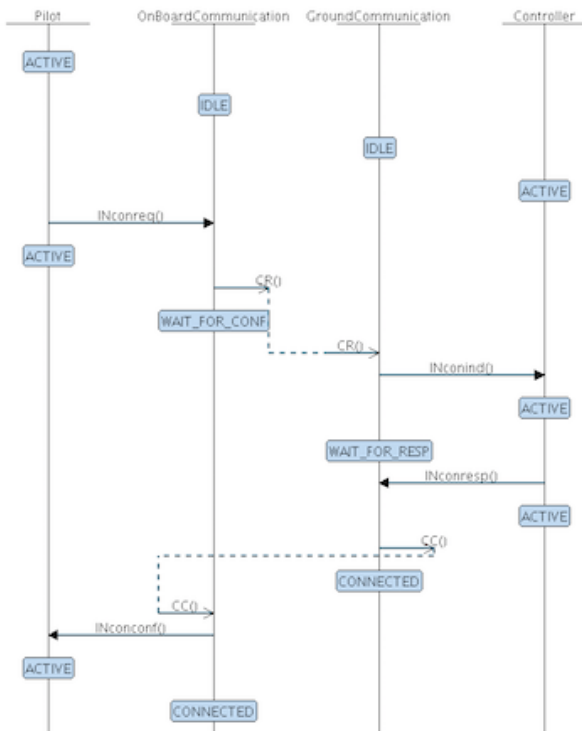 Pilot OnBoardCommunication GroundCommunication Controller
ACTIVE
IDLE
IDLE
ACTIVE
INconreq()
ACTIVE
CR()
WAIT_FOR_CONF
CR()
INconind()
ACTIVE
WAIT_FOR_RESP
INconresp()
ACTIVE
CC()
CONNECTED
CC()
INconconf()
ACTIVE
CONNECTED